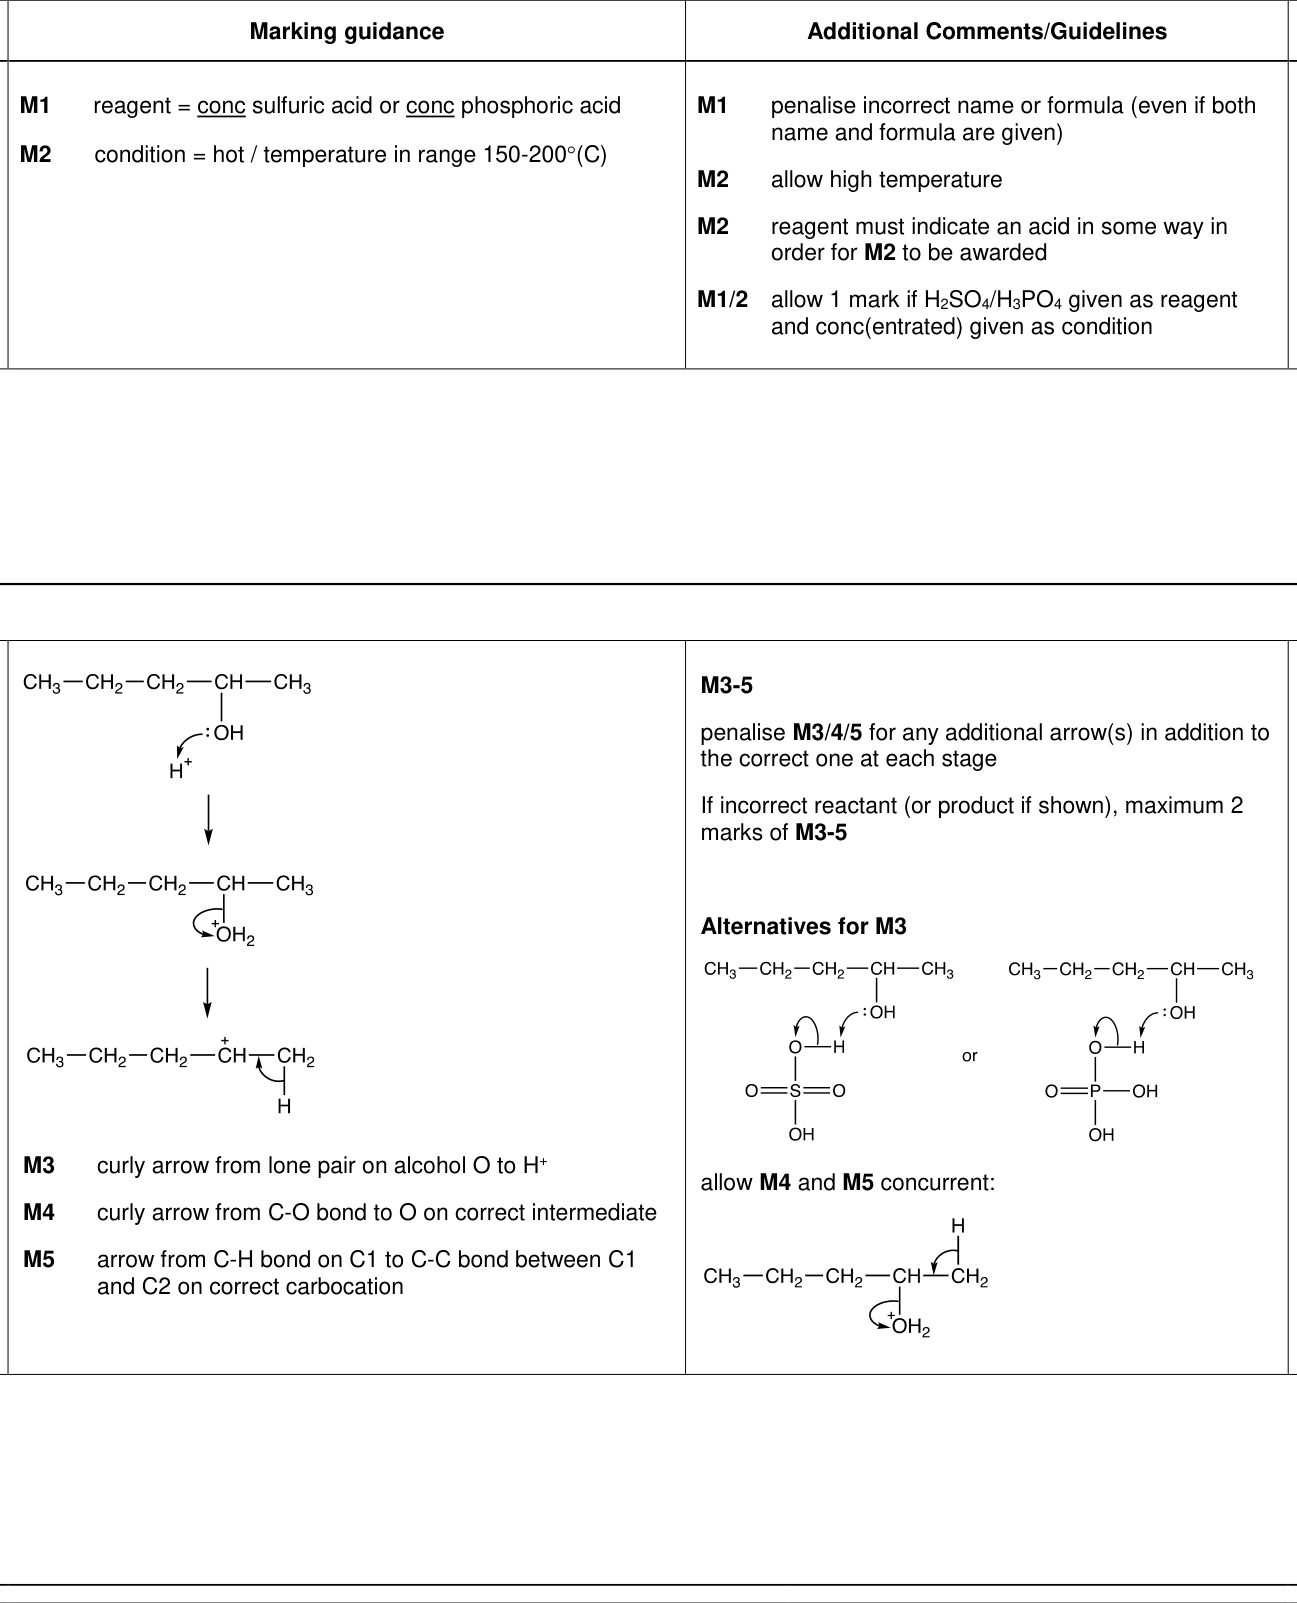 Marking guidance
Additional Comments/Guidelines
M1 reagent = conc sulfuric acid or conc phosphoric acid
M2 condition = hot / temperature in range 150-200°(C)
M1 penalise incorrect name or formula (even if both
name and formula are given)
M2 allow high temperature
M2 reagent must indicate an acid in some way in
order for M2 to be awarded
M1/2 allow 1 mark if H₂SO₄/H₃PO₄ given as reagent
and conc(entrated) given as condition
CH₃—CH₂—CH₂—CH—CH₃
:OH
H⁺
CH₃—CH₂—CH₂—CH—CH₃
+
OH₂
+
CH₃—CH₂—CH₂—CH—CH₂
H
M3 curly arrow from lone pair on alcohol O to H⁺
M4 curly arrow from C-O bond to O on correct intermediate
M5 arrow from C-H bond on C1 to C-C bond between C1
and C2 on correct carbocation
M3-5
penalise M3/4/5 for any additional arrow(s) in addition to
the correct one at each stage
If incorrect reactant (or product if shown), maximum 2
marks of M3-5
Alternatives for M3
CH₃—CH₂—CH₂—CH—CH₃ CH₃—CH₂—CH₂—CH—CH₃
:OH :OH
O—H or O—H
O=S=O O=P—OH
OH OH
allow M4 and M5 concurrent:
H
CH₃—CH₂—CH₂—CH—CH₂
+
OH₂